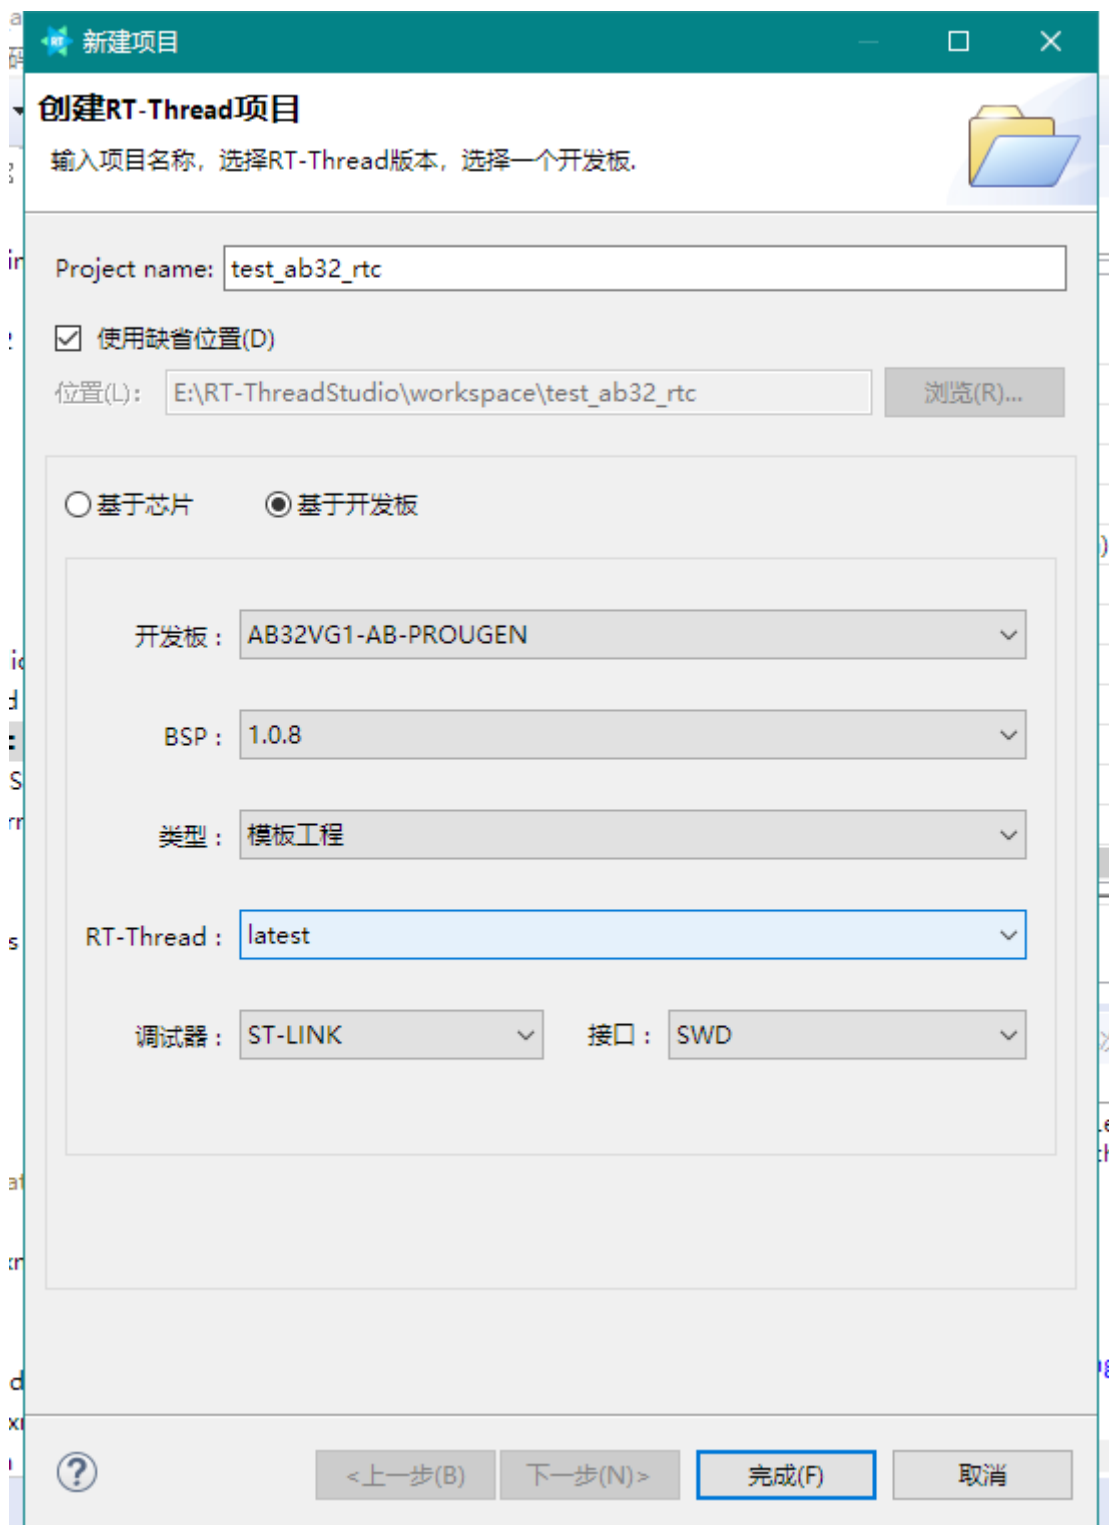 新建项目
创建RT-Thread项目
输入项目名称，选择RT-Thread版本，选择一个开发板.
Project name: test_ab32_rtc
使用缺省位置(D)
位置(L)： E:\RT-ThreadStudio\workspace\test_ab32_rtc 浏览(R)...
基于芯片 基于开发板
开发板： AB32VG1-AB-PROUGEN
BSP： 1.0.8
类型： 模板工程
RT-Thread： latest
调试器： ST-LINK 接口： SWD
<上一步(B) 下一步(N)> 完成(F) 取消